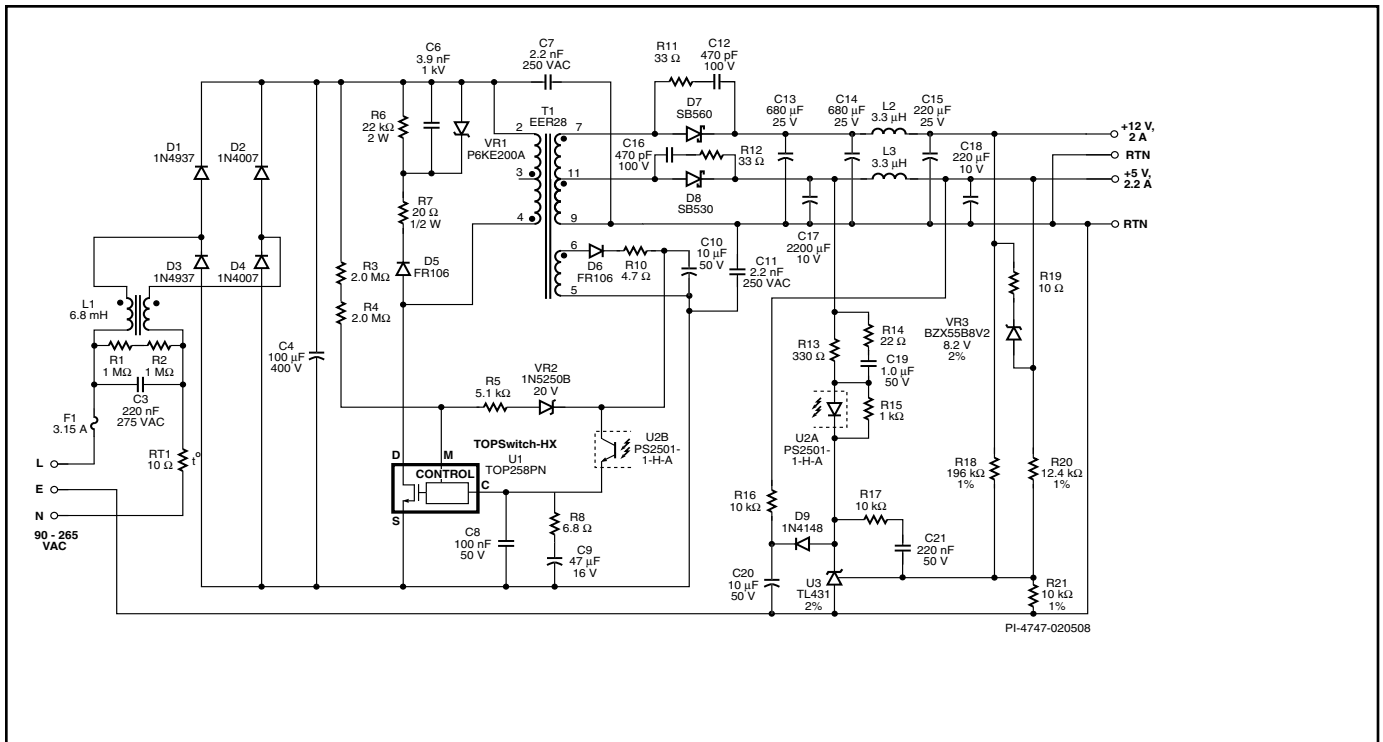 C6
3.9 nF
1 kV
C7
2.2 nF
250 VAC
R11
33 Ω
C12
470 pF
100 V
R6
22 kΩ
2 W
VR1
P6KE200A
T1
EER28
2
3
4
7
11
9
6
5
D7
SB560
C16
470 pF
100 V
R12
33 Ω
D8
SB530
C13
680 µF
25 V
C14
680 µF
25 V
L2
3.3 µH
C15
220 µF
25 V
L3
3.3 µH
C18
220 µF
10 V
+12 V,
2 A
RTN
+5 V,
2.2 A
RTN
D1
1N4937
D2
1N4007
D3
1N4937
D4
1N4007
R7
20 Ω
1/2 W
D5
FR106
D6
FR106
R10
4.7 Ω
C10
10 µF
50 V
C11
2.2 nF
250 VAC
C17
2200 µF
10 V
R3
2.0 MΩ
R4
2.0 MΩ
L1
6.8 mH
R1
1 MΩ
R2
1 MΩ
C3
220 nF
275 VAC
F1
3.15 A
C4
100 µF
400 V
R13
330 Ω
R14
22 Ω
C19
1.0 µF
50 V
R15
1 kΩ
R19
10 Ω
VR3
BZX55B8V2
8.2 V
2%
R5
5.1 kΩ
VR2
1N5250B
20 V
U2B
PS2501-
1-H-A
U2A
PS2501-
1-H-A
L
E
N
90 - 265
VAC
RT1
10 Ω
t°
TOPSwitch-HX
U1
TOP258PN
D
M
CONTROL
C
S
C8
100 nF
50 V
R8
6.8 Ω
C9
47 µF
16 V
R16
10 kΩ
D9
1N4148
R17
10 kΩ
C21
220 nF
50 V
R18
196 kΩ
1%
R20
12.4 kΩ
1%
C20
10 µF
50 V
U3
TL431
2%
R21
10 kΩ
1%
PI-4747-020508